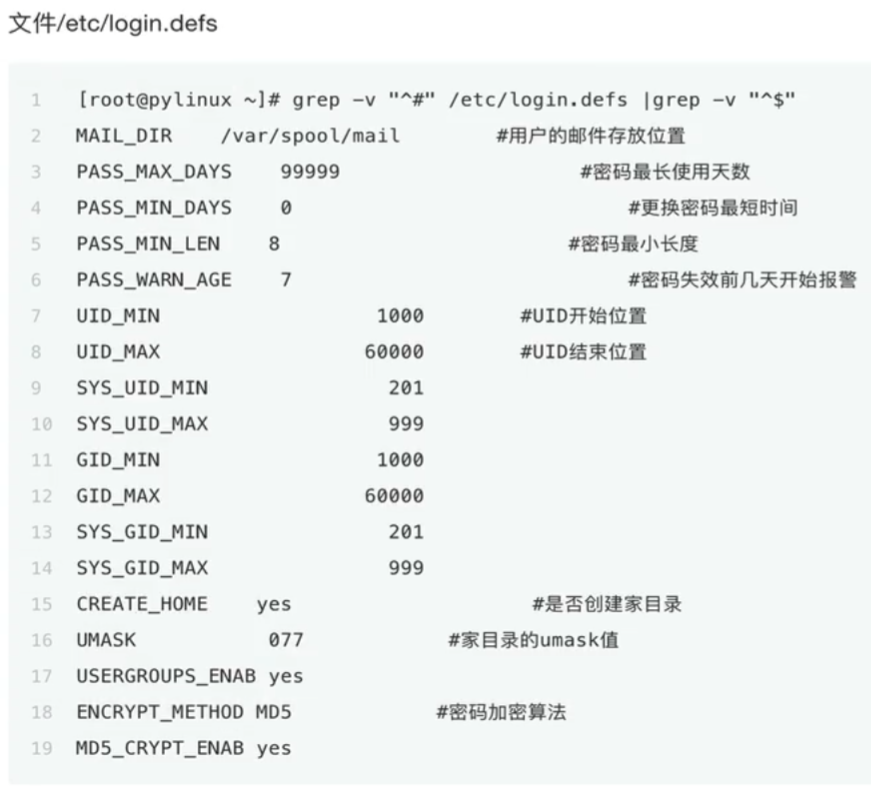 文件/etc/login.defs
1 [root@pylinux ~]# grep -v "^#" /etc/login.defs |grep -v "^$"
2 MAIL_DIR /var/spool/mail #用户的邮件存放位置
3 PASS_MAX_DAYS 99999 #密码最长使用天数
4 PASS_MIN_DAYS 0 #更换密码最短时间
5 PASS_MIN_LEN 8 #密码最小长度
6 PASS_WARN_AGE 7 #密码失效前几天开始报警
7 UID_MIN 1000 #UID开始位置
8 UID_MAX 60000 #UID结束位置
9 SYS_UID_MIN 201
10 SYS_UID_MAX 999
11 GID_MIN 1000
12 GID_MAX 60000
13 SYS_GID_MIN 201
14 SYS_GID_MAX 999
15 CREATE_HOME yes #是否创建家目录
16 UMASK 077 #家目录的umask值
17 USERGROUPS_ENAB yes
18 ENCRYPT_METHOD MD5 #密码加密算法
19 MD5_CRYPT_ENAB yes